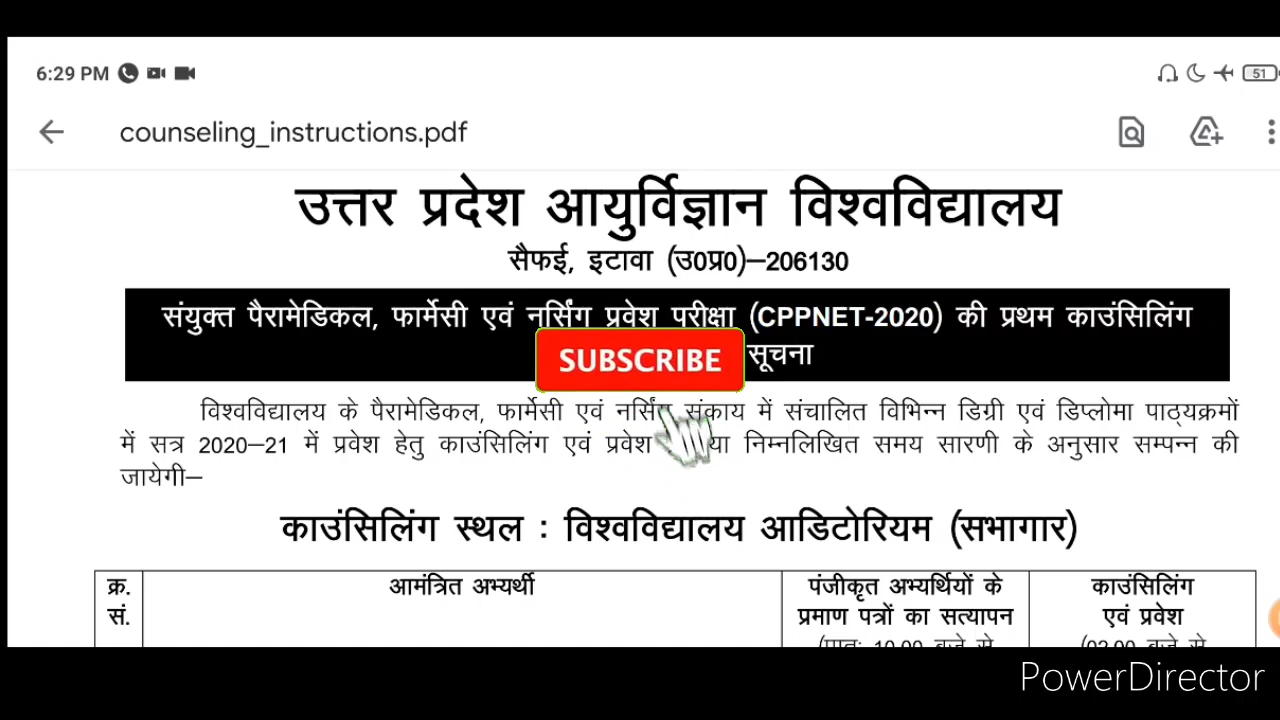 6:29 PM
51
counseling_instructions.pdf
उत्तर प्रदेश आयुर्विज्ञान विश्वविद्यालय
सैफई, इटावा (उ0प्र0)–206130
संयुक्त पैरामेडिकल, फार्मेसी एवं नर्सिंग प्रवेश परीक्षा (CPPNET-2020) की प्रथम काउंसिलिंग
SUBSCRIBE सूचना
विश्वविद्यालय के पैरामेडिकल, फार्मेसी एवं नर्सिंग संकाय में संचालित विभिन्न डिग्री एवं डिप्लोमा पाठ्यक्रमों
में सत्र 2020–21 में प्रवेश हेतु काउंसिलिंग एवं प्रवेश निम्नलिखित समय सारणी के अनुसार सम्पन्न की
जायेगी–
काउंसिलिंग स्थल : विश्वविद्यालय आडिटोरियम (सभागार)
क्र. आमंत्रित अभ्यर्थी पंजीकृत अभ्यर्थियों के काउंसिलिंग
सं. प्रमाण पत्रों का सत्यापन एवं प्रवेश
PowerDirector